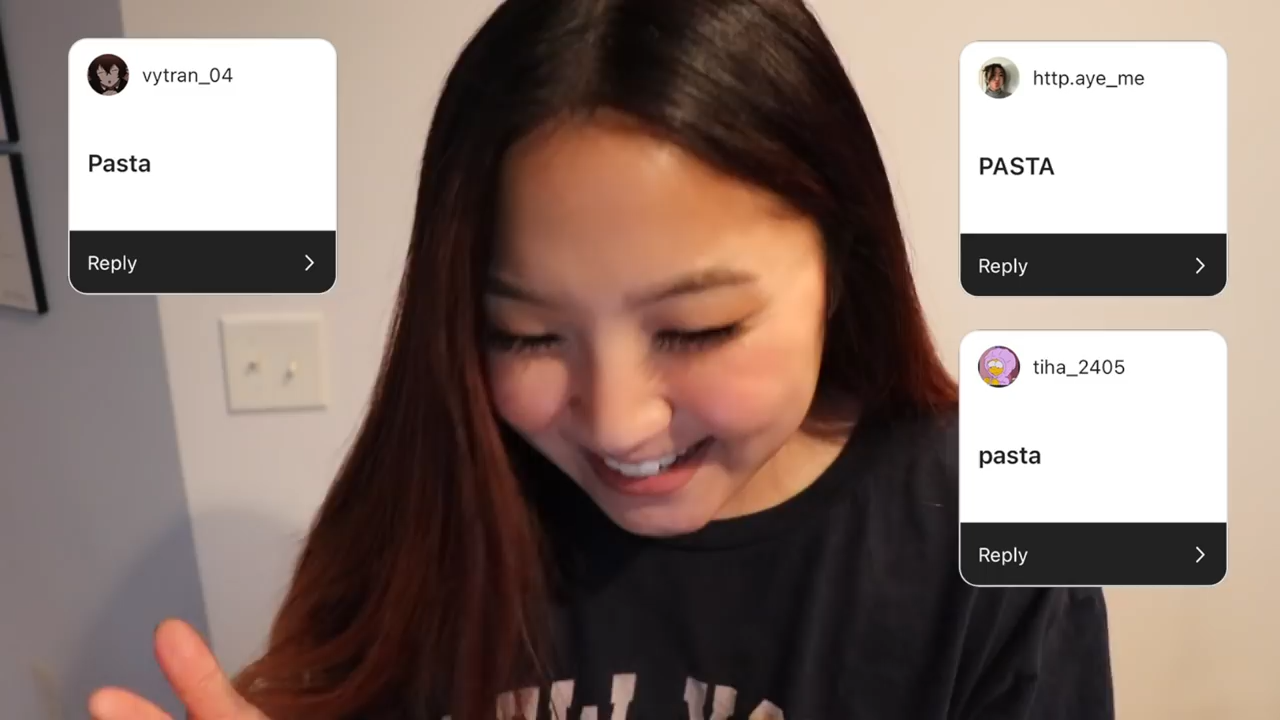 vytran_04
Pasta
Reply
http.aye_me
PASTA
Reply
tiha_2405
pasta
Reply